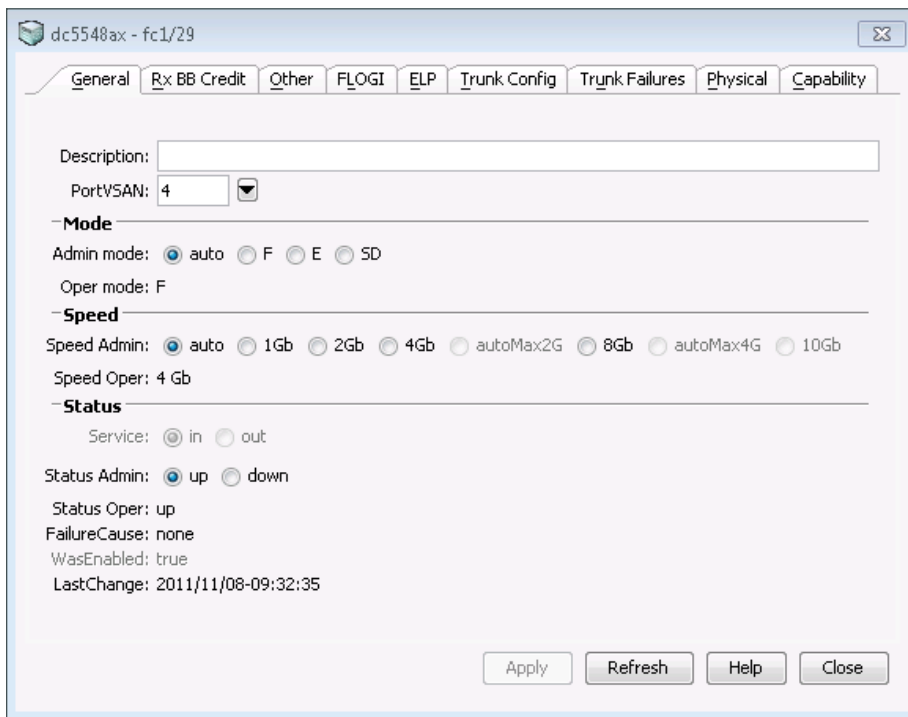 dc5548ax - fc1/29
General Rx BB Credit Other FLOGI ELP Trunk Config Trunk Failures Physical Capability
Description:
PortVSAN: 4
Mode
Admin mode: auto F E SD
Oper mode: F
Speed
Speed Admin: auto 1Gb 2Gb 4Gb autoMax2G 8Gb autoMax4G 10Gb
Speed Oper: 4 Gb
Status
Service: in out
Status Admin: up down
Status Oper: up
FailureCause: none
WasEnabled: true
LastChange: 2011/11/08-09:32:35
Apply Refresh Help Close